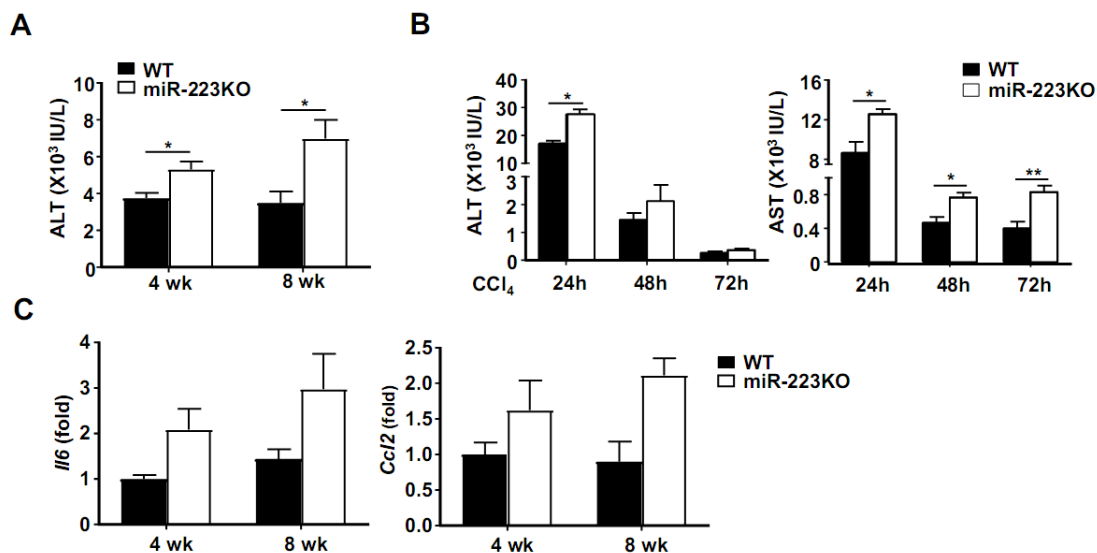 A
WT
miR-223KO
ALT (X10³ IU/L)
10
8
6
4
2
0
*
*
4 wk
8 wk
B
WT
miR-223KO
ALT (X10³ IU/L)
40
30
20
10
3
2
1
0
*
CCl₄
24h
48h
72h
WT
miR-223KO
AST (X10³ IU/L)
16
12
8
0.8
0.4
0
*
*
**
24h
48h
72h
C
Il6 (fold)
4
3
2
1
0
4 wk
8 wk
Ccl2 (fold)
2.5
2.0
1.5
1.0
0.5
0.0
4 wk
8 wk
WT
miR-223KO